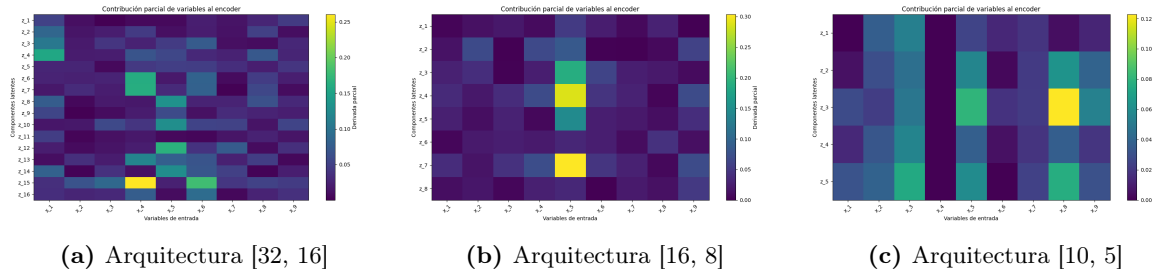 Contribución parcial de variables al encoder
z_1
z_2
z_3
z_4
z_5
z_6
z_7
z_8
z_9
z_10
z_11
z_12
z_13
z_14
z_15
z_16
Componentes latentes
x_1 x_2 x_3 x_4 x_5 x_6 x_7 x_8 x_9
Variables de entrada
0.25
0.20
0.15
0.10
0.05
Derivada parcial
(a) Arquitectura [32, 16]
Contribución parcial de variables al encoder
z_1
z_2
z_3
z_4
z_5
z_6
z_7
z_8
Componentes latentes
x_1 x_2 x_3 x_4 x_5 x_6 x_7 x_8 x_9
Variables de entrada
0.30
0.25
0.20
0.15
0.10
0.05
0.00
Derivada parcial
(b) Arquitectura [16, 8]
Contribución parcial de variables al encoder
z_1
z_2
z_3
z_4
z_5
Componentes latentes
x_1 x_2 x_3 x_4 x_5 x_6 x_7 x_8 x_9
Variables de entrada
0.12
0.10
0.08
0.06
0.04
0.02
0.00
(c) Arquitectura [10, 5]